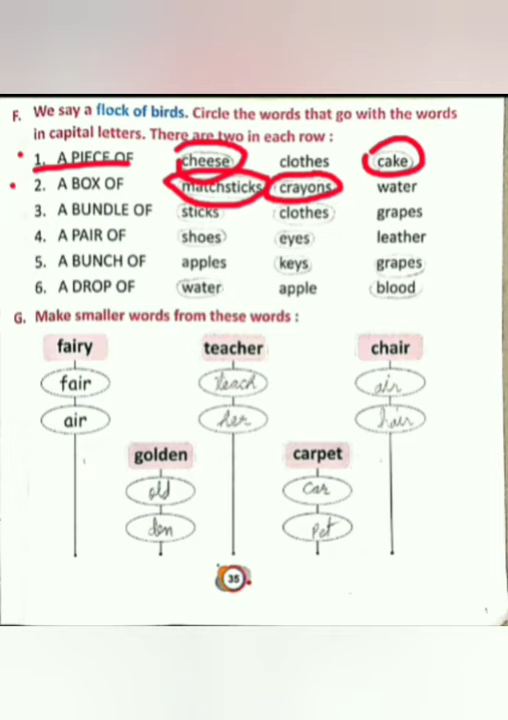 F. We say a flock of birds. Circle the words that go with the words
in capital letters. There are two in each row :
1. A PIECE OF cheese clothes cake
2. A BOX OF matchsticks crayons water
3. A BUNDLE OF sticks clothes grapes
4. A PAIR OF shoes eyes leather
5. A BUNCH OF apples keys grapes
6. A DROP OF water apple blood
G. Make smaller words from these words :
fairy teacher chair
fair teach air
air her hair
golden carpet
old car
den pet
35